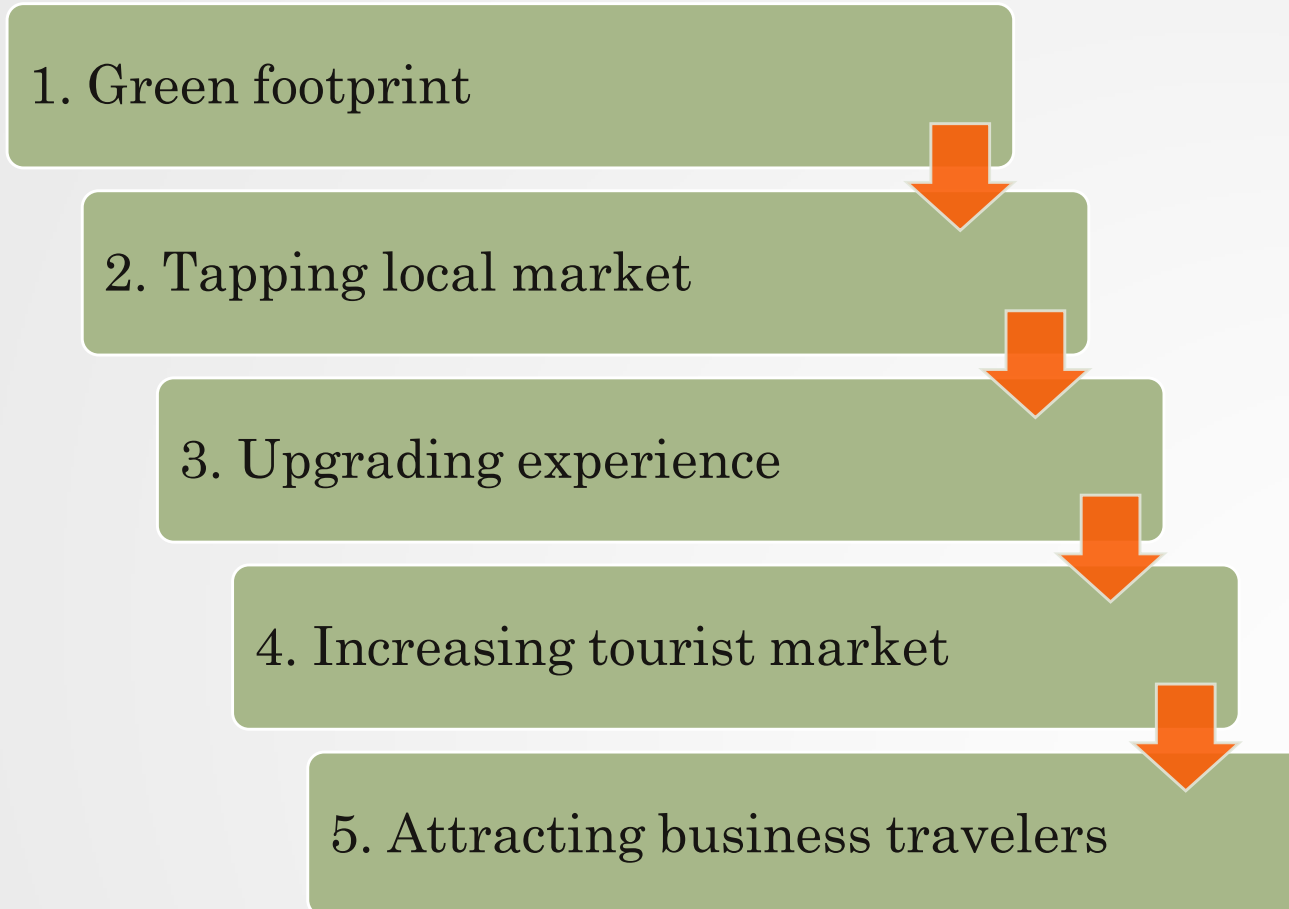 1. Green footprint
2. Tapping local market
3. Upgrading experience
4. Increasing tourist market
5. Attracting business travelers